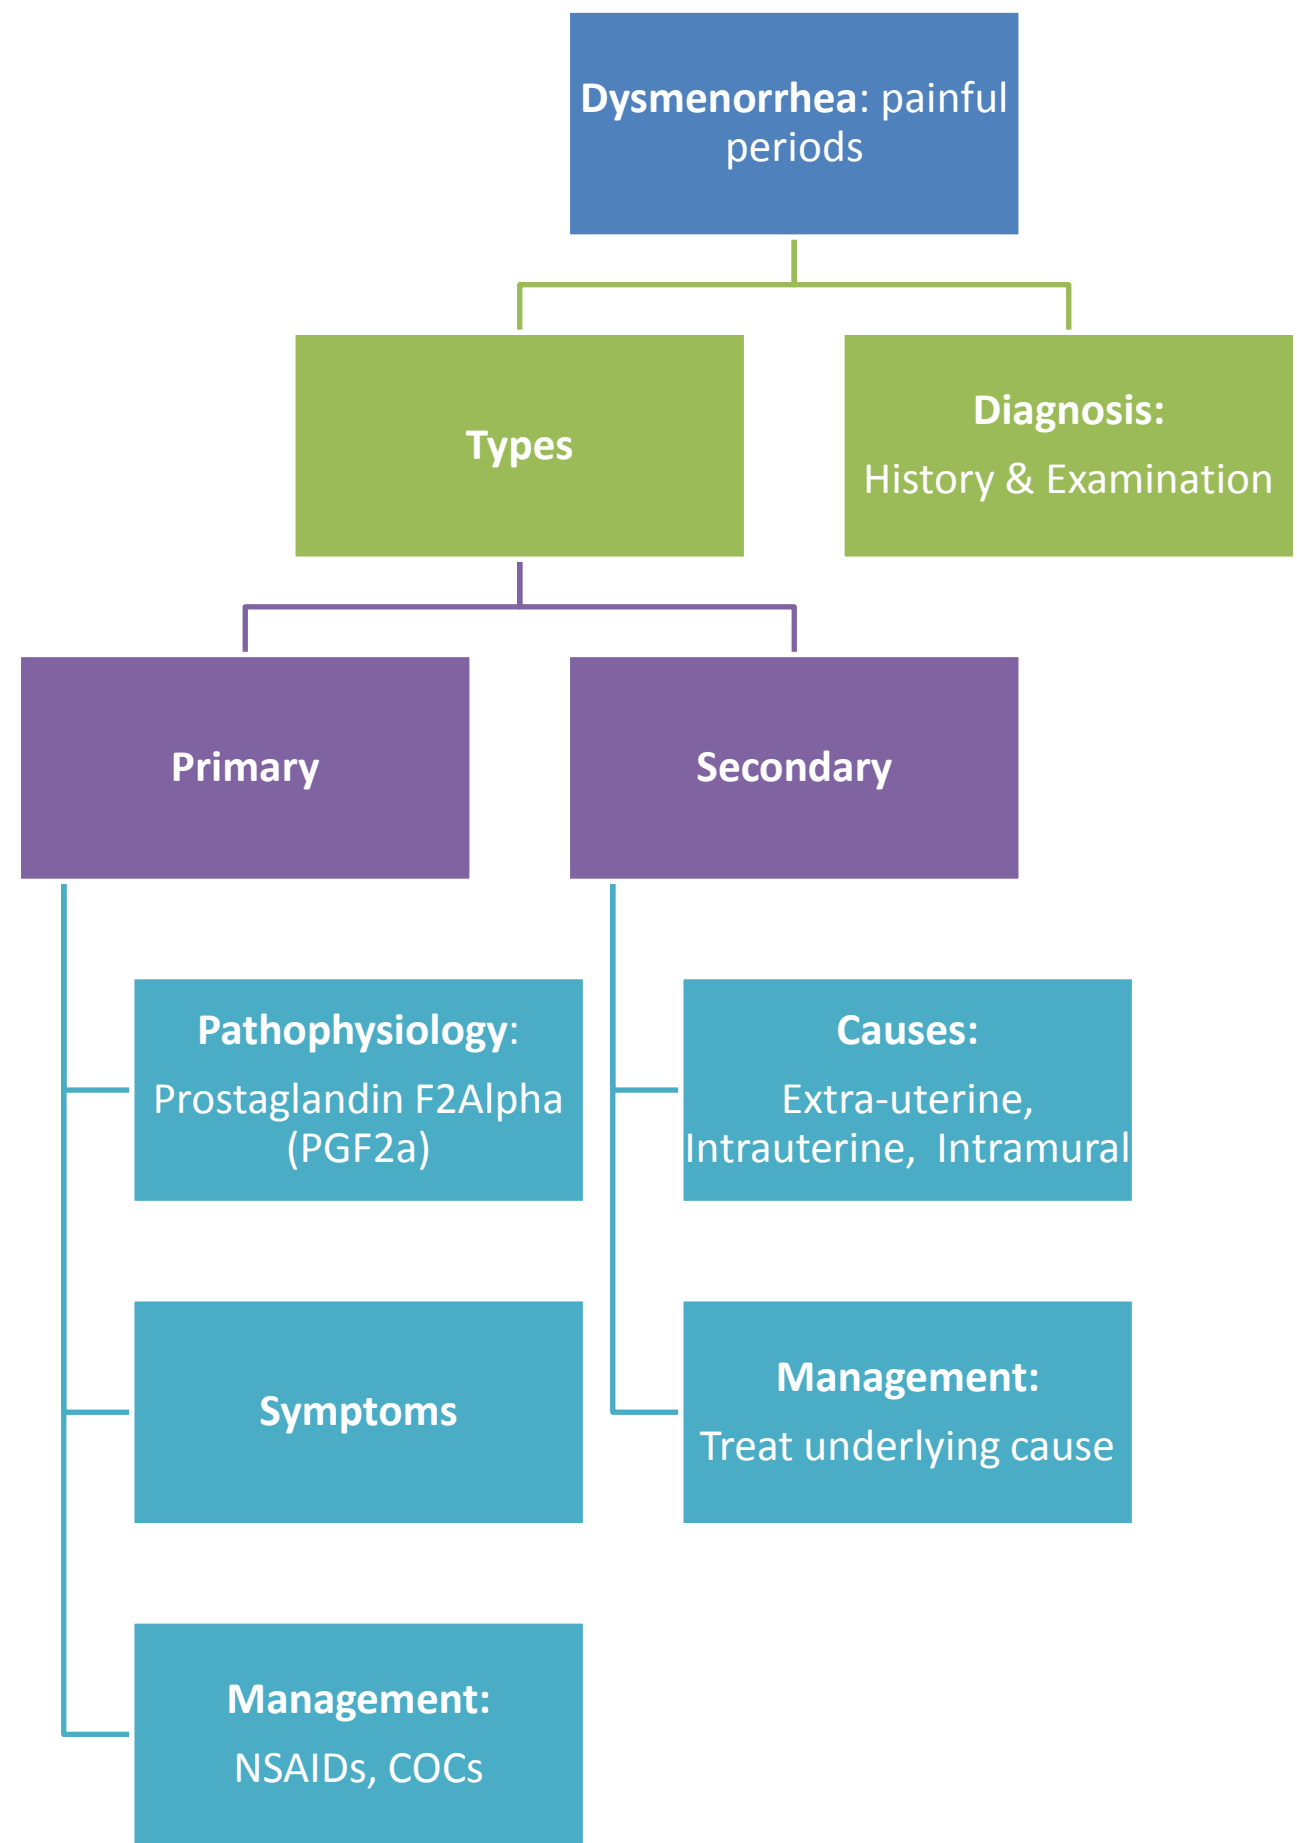 Dysmenorrhea: painful
periods
Types
Diagnosis:
History & Examination
Primary
Secondary
Pathophysiology:
Prostaglandin F2Alpha
(PGF2a)
Causes:
Extra-uterine,
Intrauterine, Intramural
Symptoms
Management:
Treat underlying cause
Management:
NSAIDs, COCs